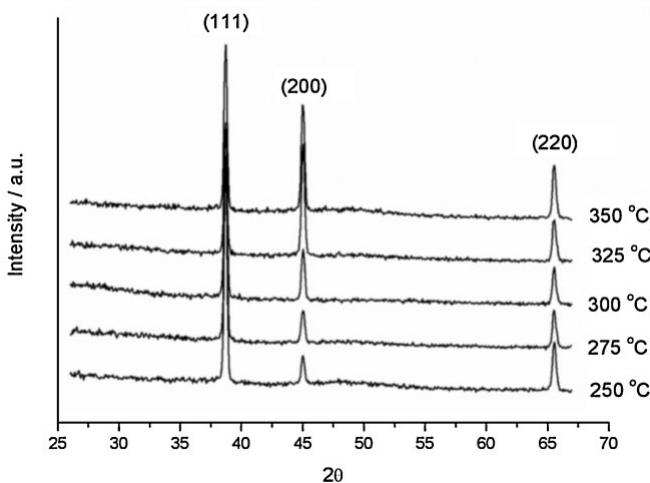 (111)
(200)
(220)
Intensity / a.u.
350 °C
325 °C
300 °C
275 °C
250 °C
25 30 35 40 45 50 55 60 65 70
2θ